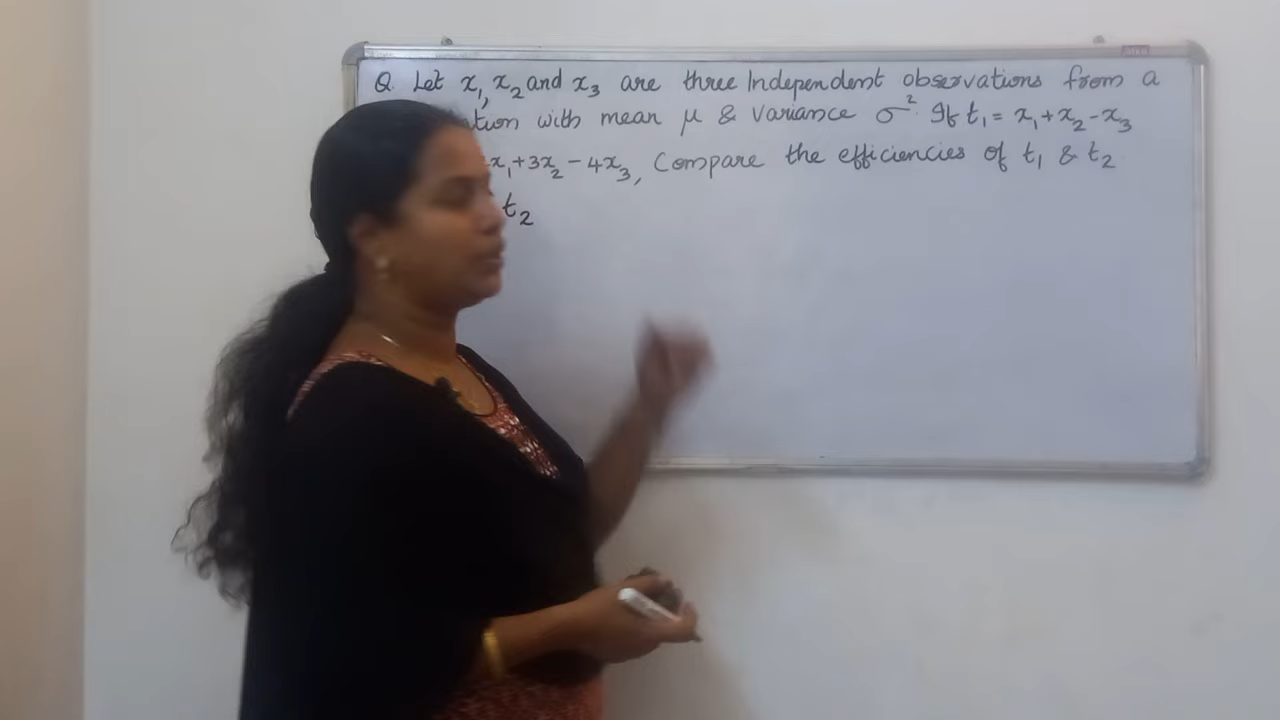 Q. Let x₁, x₂ and x₃ are three Independent observations from a
with mean μ & Variance σ². If t₁ = x₁+x₂-x₃
x₁+3x₂-4x₃, Compare the efficiencies of t₁ & t₂
t₂